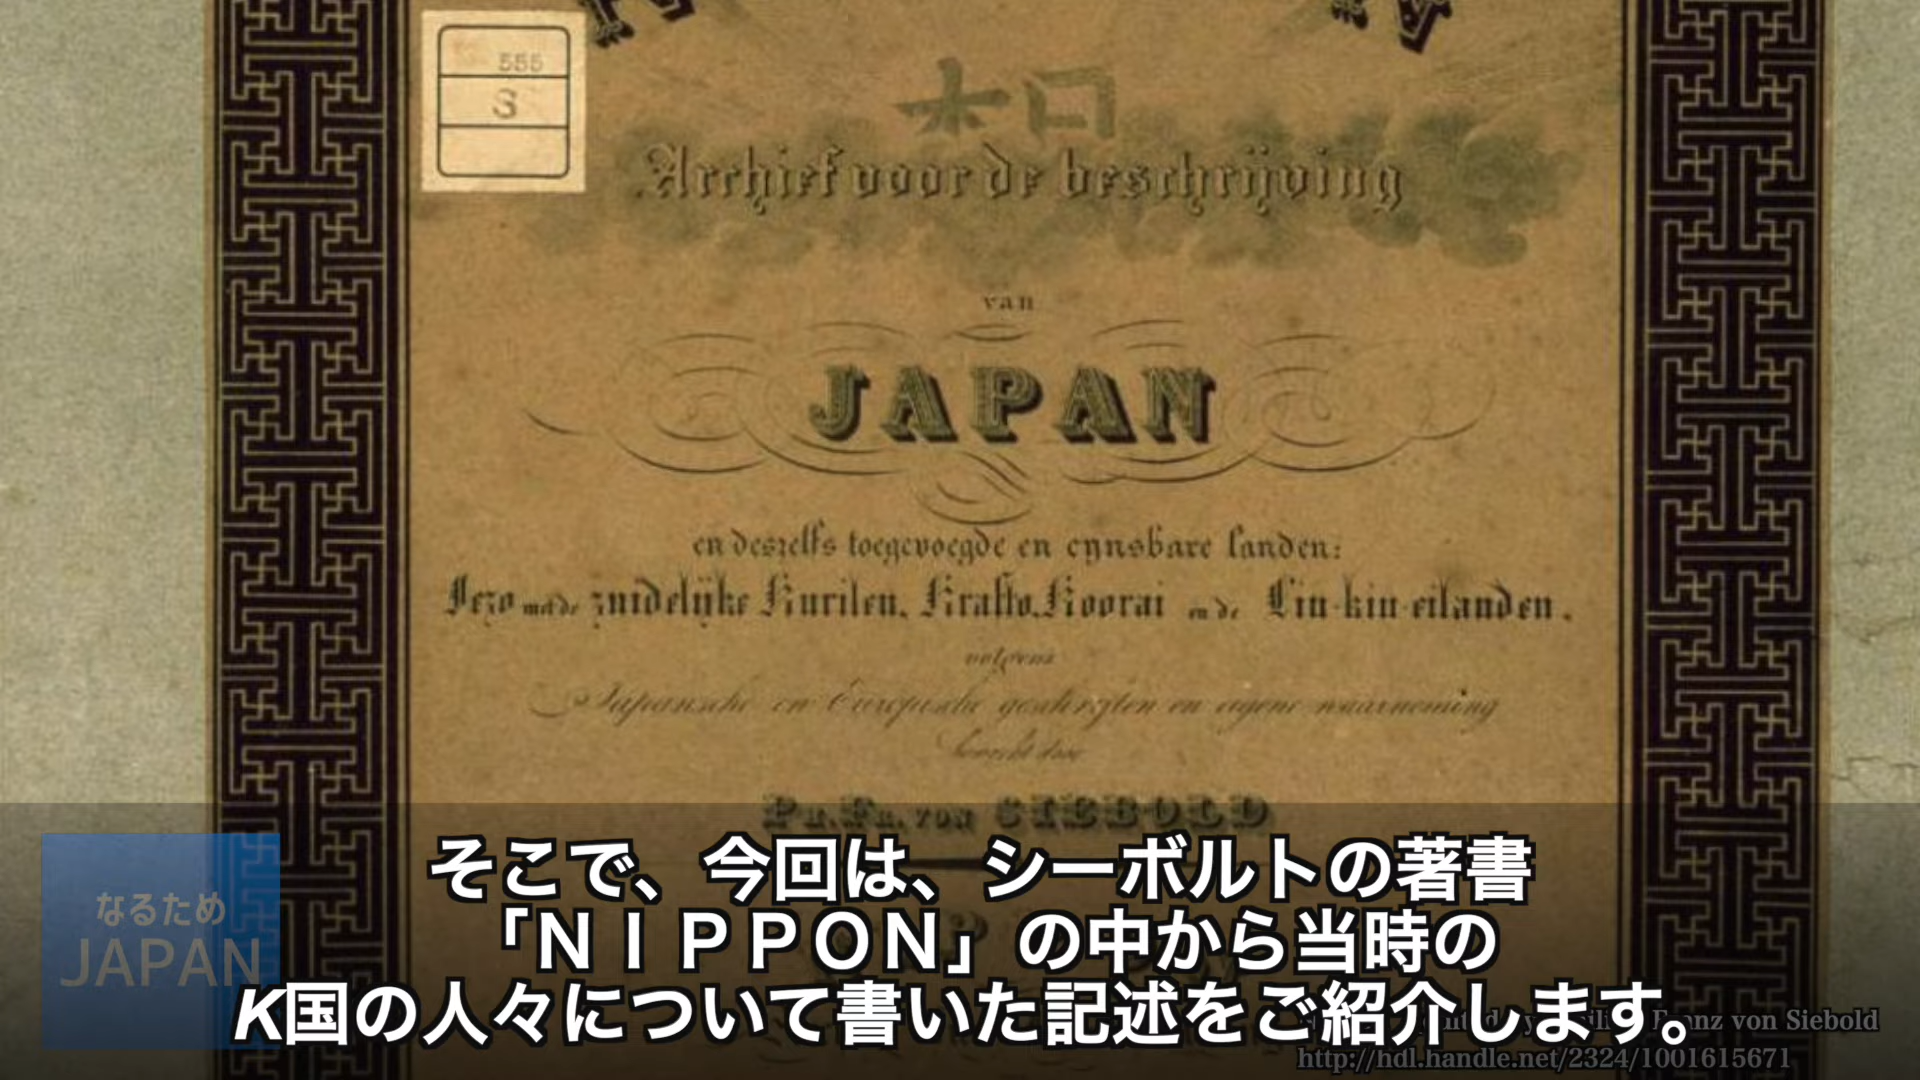 555
S
本日
Archief voor de beschrijving
van
JAPAN
en deszelfs toegevoegde en cynsbare landen:
Jezo met de zuidelijke Kurilen, Krafto, Koorai en de Liu-kiu-eilanden.
volgens
Japansche en Europische geschriften en eigene waarneming
bewerkt door
PH. FR. VON SIEBOLD
そこで、今回は、シーボルトの著書
「ＮＩＰＰＯＮ」の中から当時の
K国の人々について書いた記述をご紹介します。
なるため
JAPAN
Franz von Siebold
http://hdl.handle.net/2324/1001615671